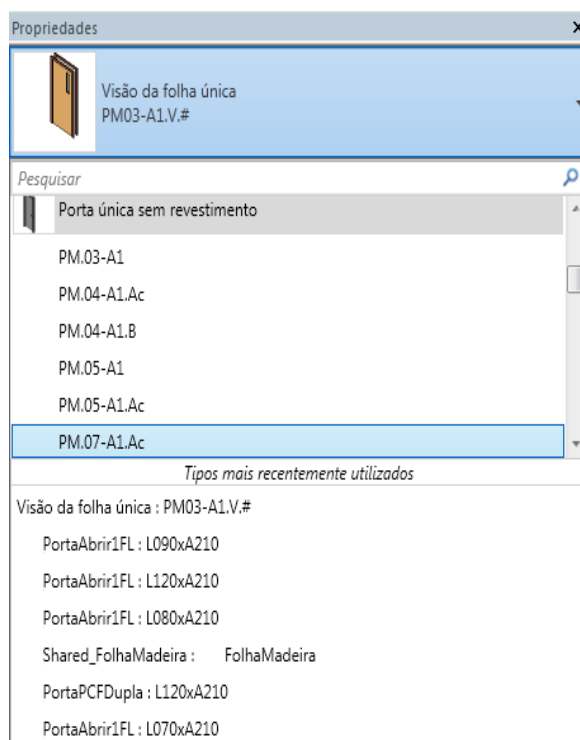 Propriedades
Visão da folha única
PM03-A1.V.#
Pesquisar
Porta única sem revestimento
PM.03-A1
PM.04-A1.Ac
PM.04-A1.B
PM.05-A1
PM.05-A1.Ac
PM.07-A1.Ac
Tipos mais recentemente utilizados
Visão da folha única : PM03-A1.V.#
PortaAbrir1FL : L090xA210
PortaAbrir1FL : L120xA210
PortaAbrir1FL : L080xA210
Shared_FolhaMadeira : FolhaMadeira
PortaPCFDupla : L120xA210
PortaAbrir1FL : L070xA210